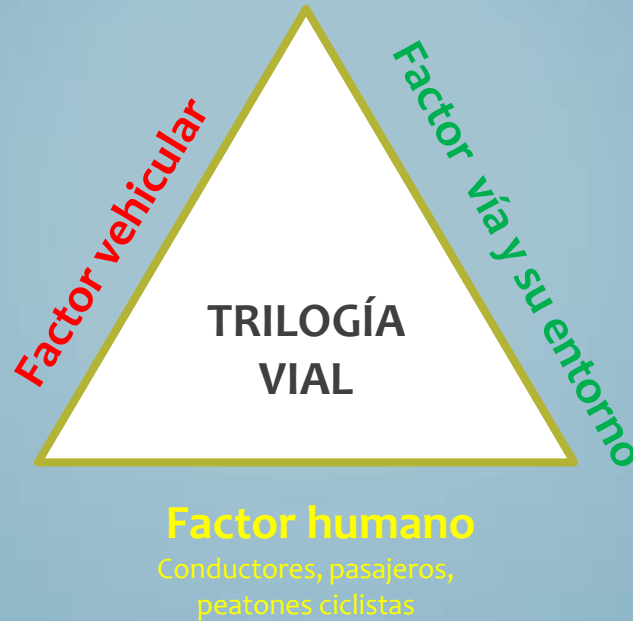 Factor vehicular
Factor vía y su entorno
TRILOGÍA
VIAL
Factor humano
Conductores, pasajeros,
peatones ciclistas